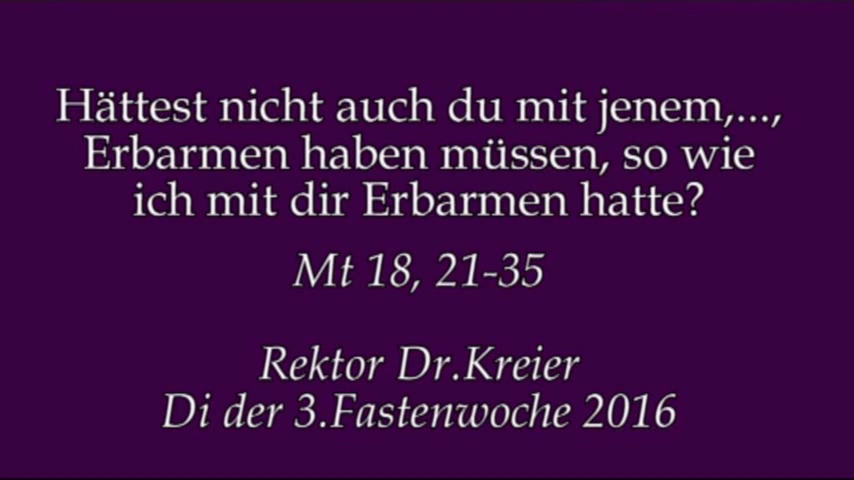 Hättest nicht auch du mit jenem,...,
Erbarmen haben müssen, so wie
ich mit dir Erbarmen hatte?
Mt 18, 21-35
Rektor Dr.Kreier
Di der 3.Fastenwoche 2016